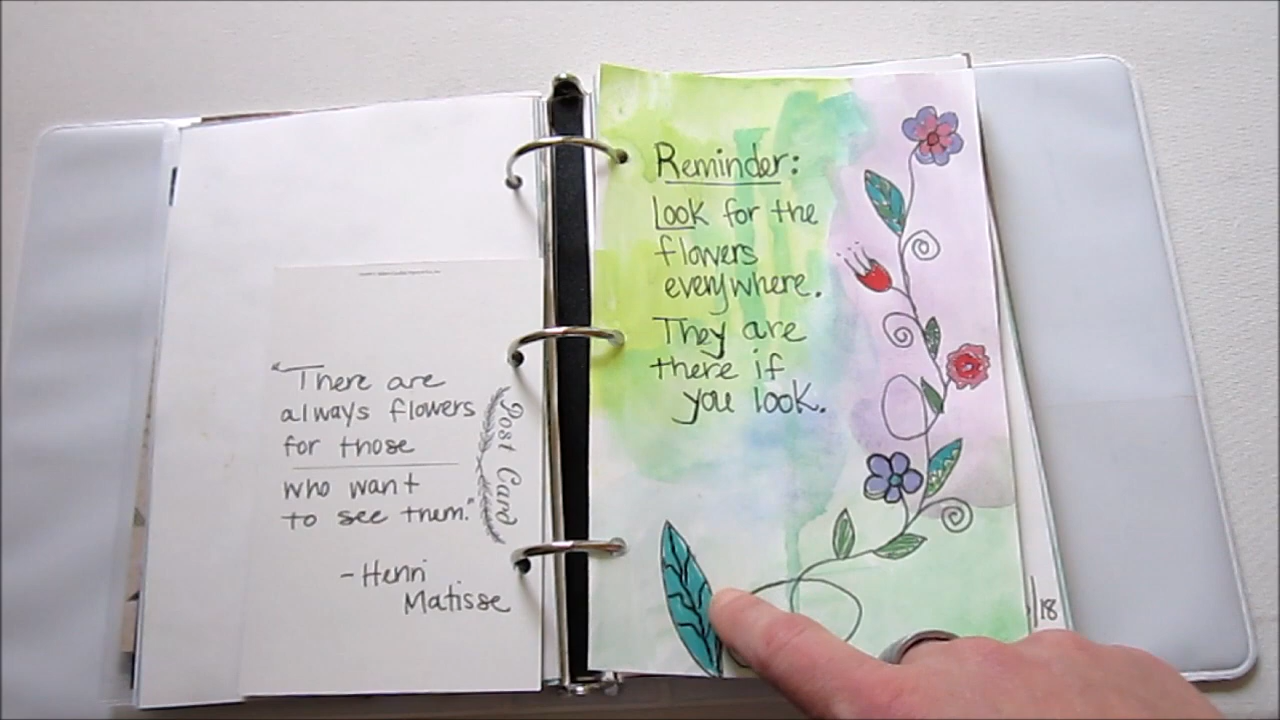 "There are
always flowers
for those
who want
to see them."
-Henri
Matisse
Post Card
Reminder:
Look for the
flowers
everywhere.
They are
there if
you look.
/18